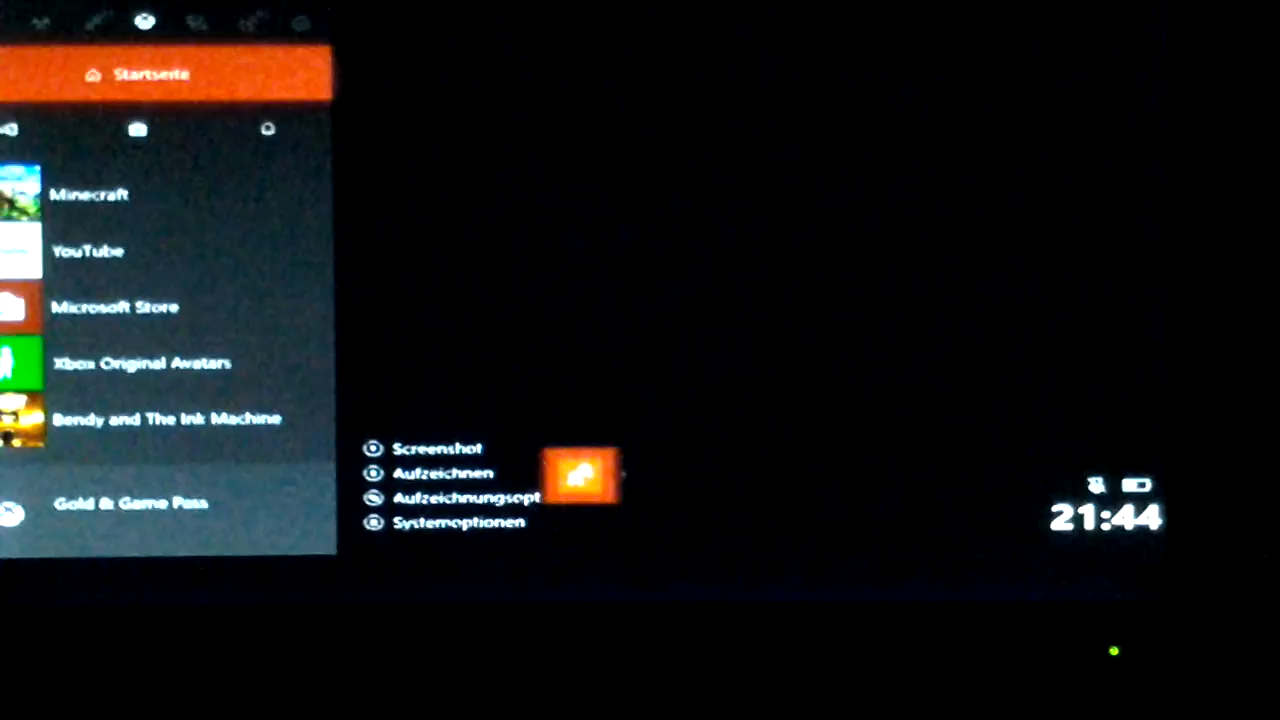 Startseite
Minecraft
YouTube
Microsoft Store
Xbox Original Avatars
Bendy and The Ink Machine
Gold & Game Pass
Screenshot
Aufzeichnen
Aufzeichnungsopt
Systemoptionen
21:44